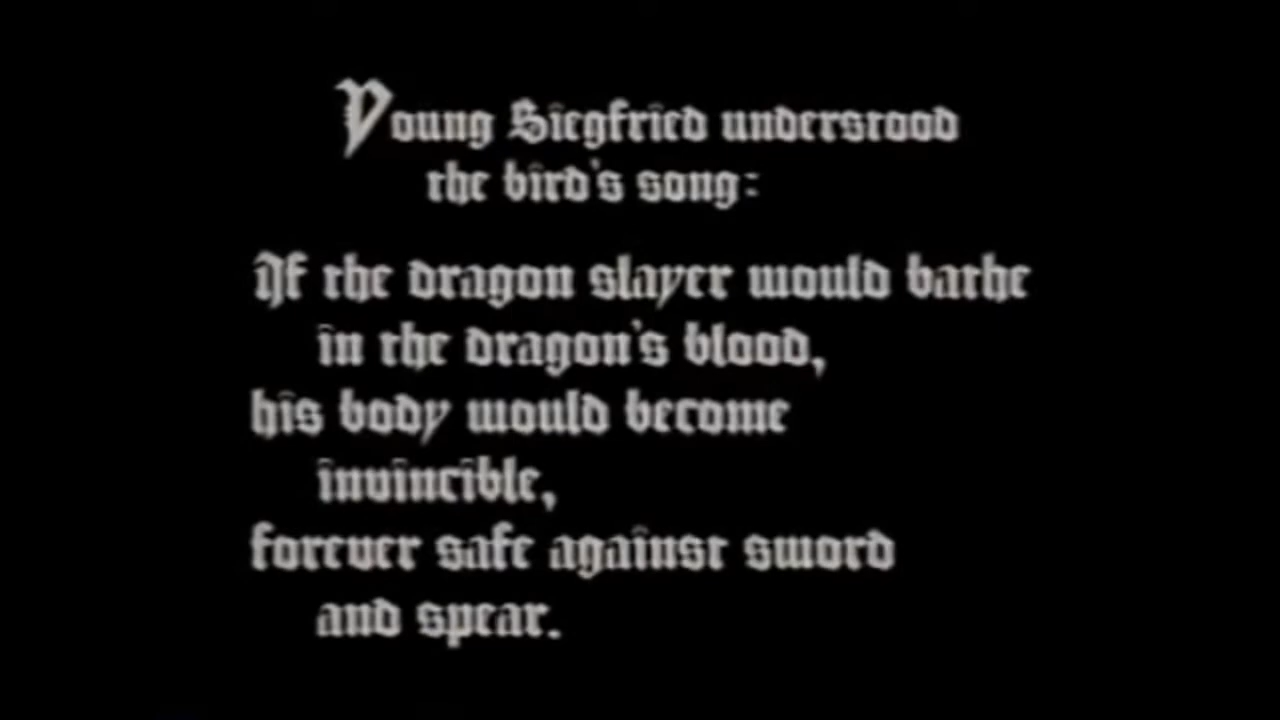 Young Siegfried understood
the bird's song:
If the dragon slayer would bathe
in the dragon's blood,
his body would become
invincible,
forever safe against sword
and spear.